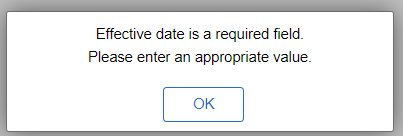 Effective date is a required field.
Please enter an appropriate value.
OK